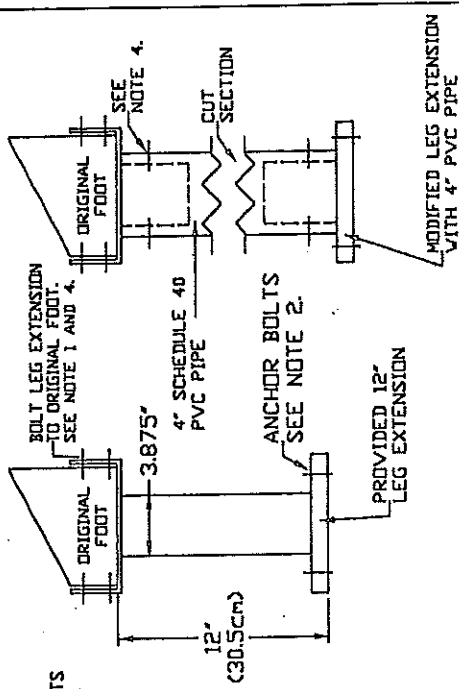 TS
BOLT LEG EXTENSION
TO ORIGINAL FOOT.
SEE NOTE 1 AND 4.
ORIGINAL
FOOT
3.875"
12"
(30.5cm)
ANCHOR BOLTS
SEE NOTE 2.
PROVIDED 12"
LEG EXTENSION
ORIGINAL
FOOT
SEE
NOTE 4.
CUT
SECTION
4" SCHEDULE 40
PVC PIPE
MODIFIED LEG EXTENSION
WITH 4" PVC PIPE